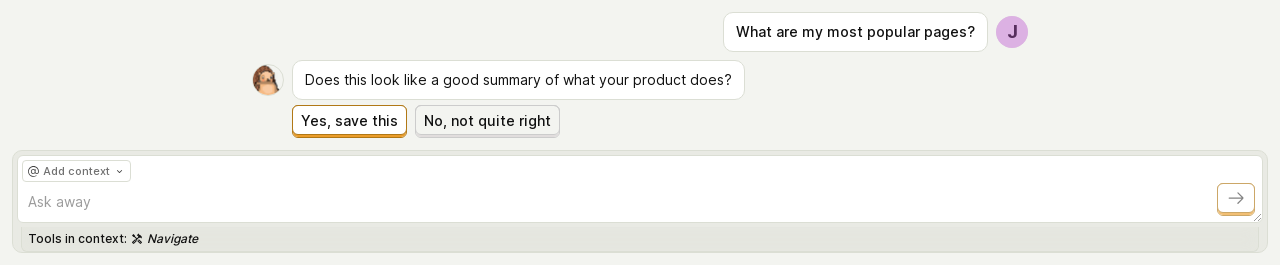 What are my most popular pages?
J
Does this look like a good summary of what your product does?
Yes, save this
No, not quite right
@ Add context
Ask away
Tools in context: Navigate